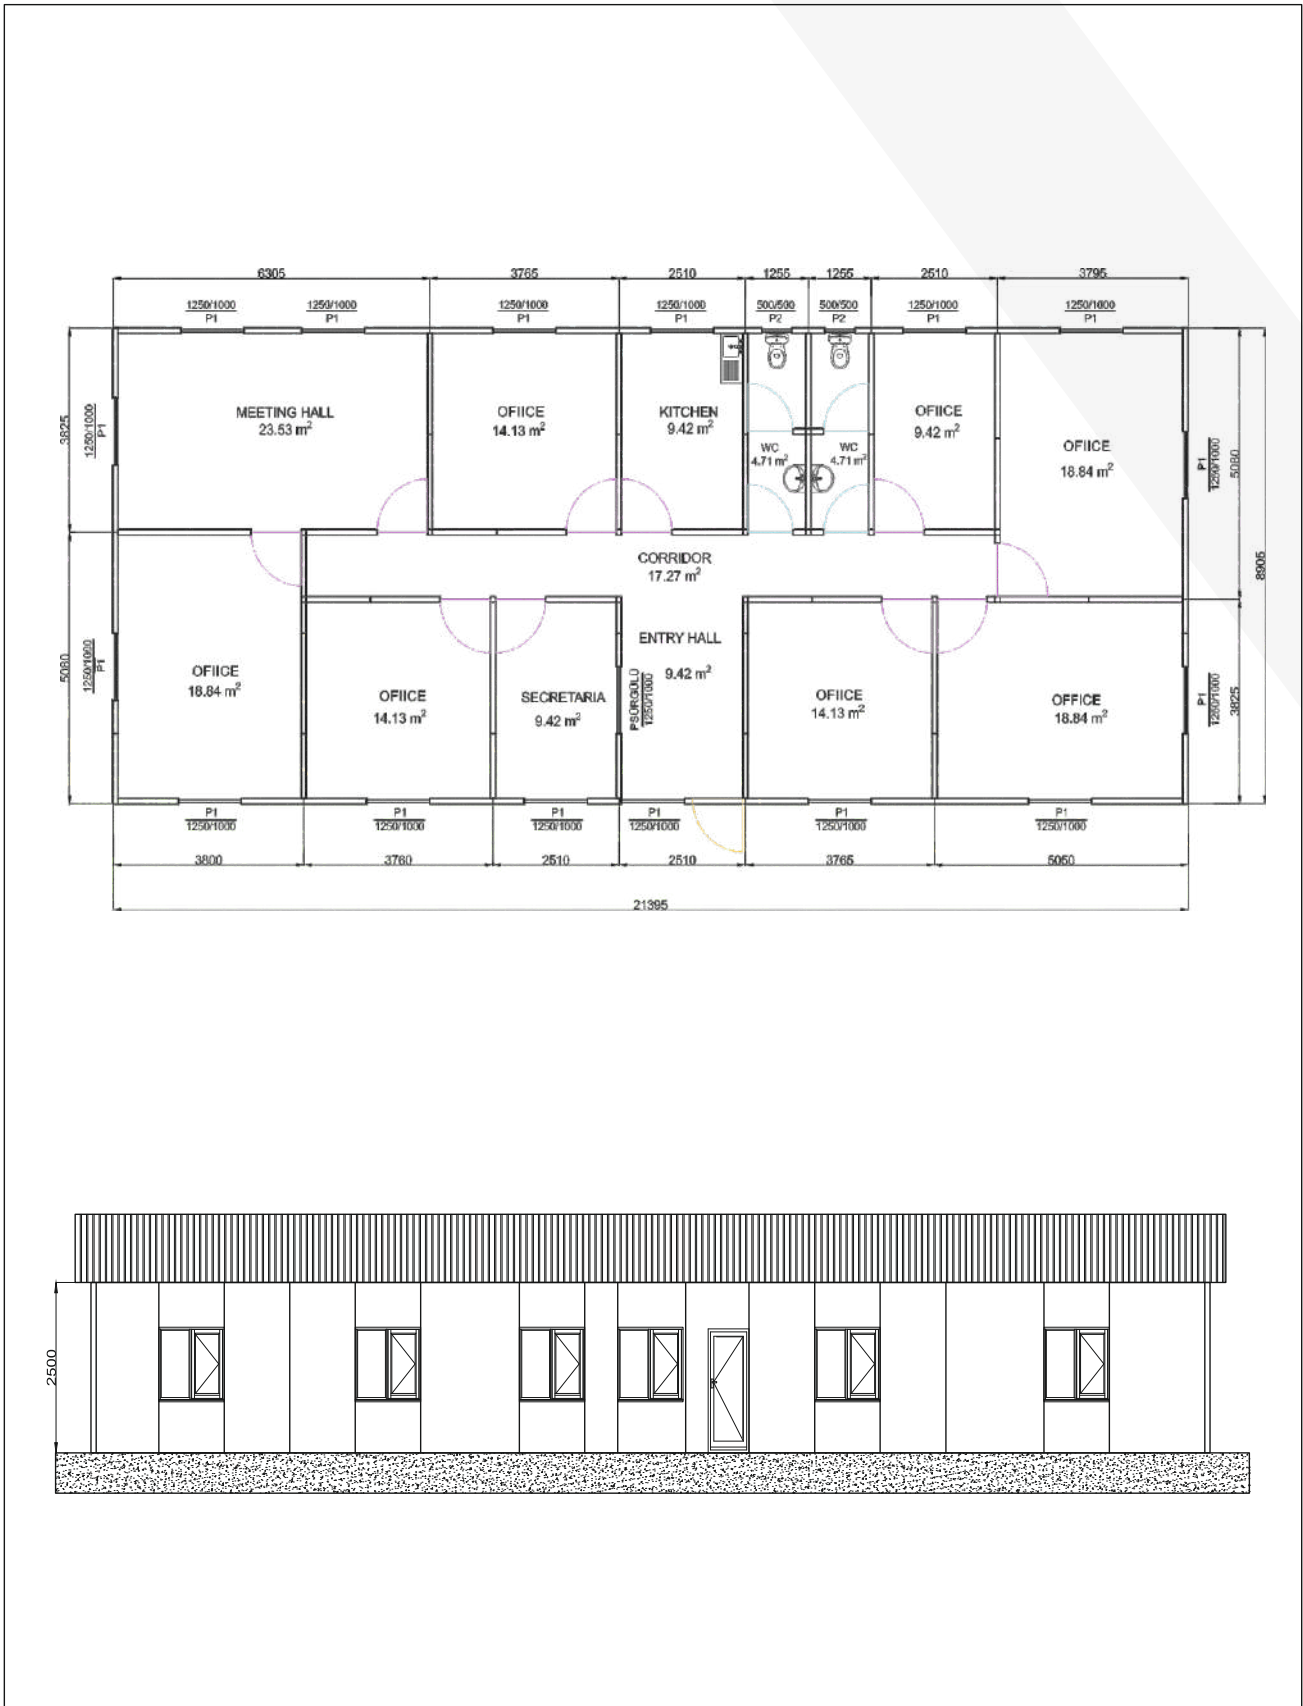 6305 3765 2510 1255 1255 2510 3795
1250/1000 1250/1000 1250/1000 1250/1000 500/500 500/500 1250/1000 1250/1000
P1 P1 P1 P1 P2 P2 P1 P1
3825
1250/1000
P1
MEETING HALL
23.53 m²
OFIICE
14.13 m²
KITCHEN
9.42 m²
WC
4.71 m²
WC
4.71 m²
OFIICE
9.42 m²
OFIICE
18.84 m²
P1
1250/1000
5080
8905
CORRIDOR
17.27 m²
5080
1250/1000
P1
OFIICE
18.84 m²
OFIICE
14.13 m²
SECRETARIA
9.42 m²
ENTRY HALL
9.42 m²
PSÜRGÜLÜ
1250/1000
OFIICE
14.13 m²
OFFICE
18.84 m²
P1
1250/1000
3825
P1 P1 P1 P1 P1 P1
1250/1000 1250/1000 1250/1000 1250/1000 1250/1000 1250/1000
3800 3760 2510 2510 3765 5050
21395
2500